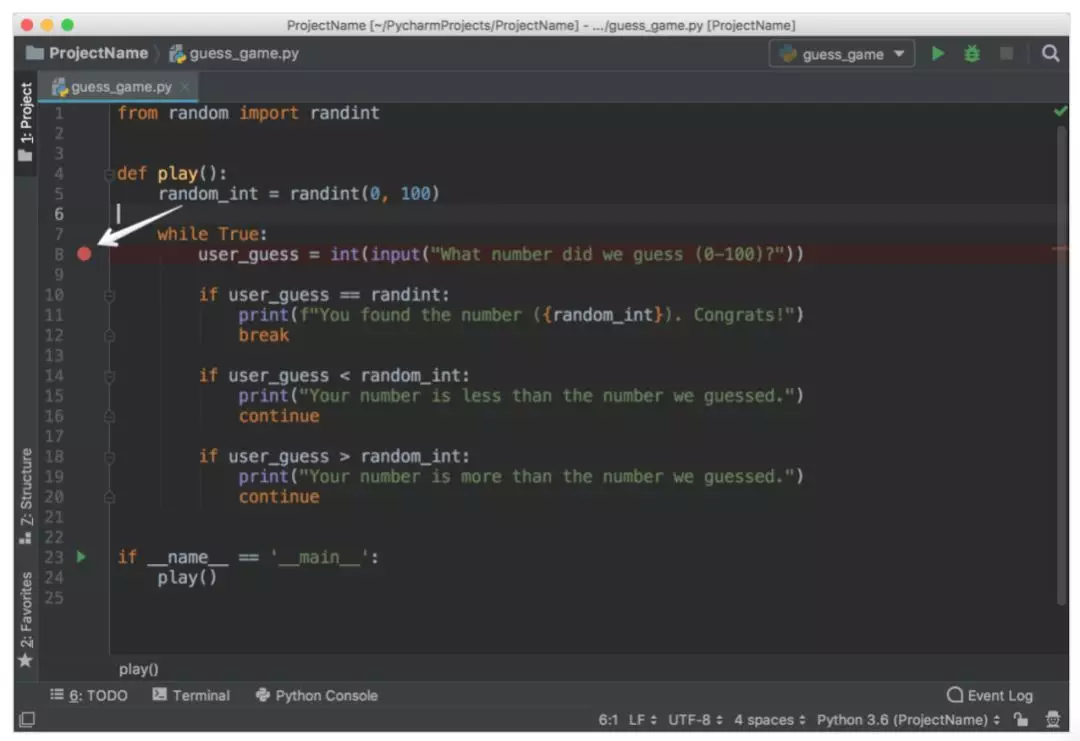 ProjectName [~/PycharmProjects/ProjectName] - .../guess_game.py [ProjectName]
ProjectName guess_game.py guess_game
1: Project
guess_game.py
1 from random import randint
2
3
4 def play():
5 random_int = randint(0, 100)
6
7 while True:
8 user_guess = int(input("What number did we guess (0-100)?"))
9
10 if user_guess == randint:
11 print(f"You found the number ({random_int}). Congrats!")
12 break
13
14 if user_guess < random_int:
15 print("Your number is less than the number we guessed.")
16 continue
17
18 if user_guess > random_int:
19 print("Your number is more than the number we guessed.")
20 continue
21
22
23 if __name__ == '__main__':
24 play()
25
Z: Structure
2: Favorites
play()
6: TODO Terminal Python Console Event Log
6:1 LF UTF-8 4 spaces Python 3.6 (ProjectName)